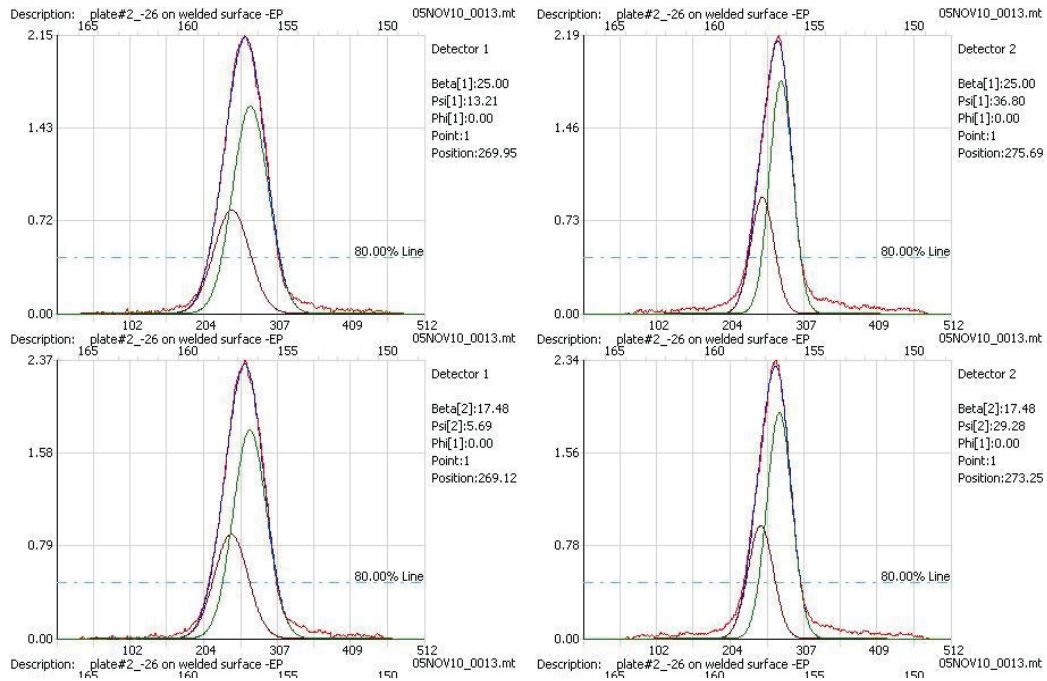 Description: plate#2_-26 on welded surface -EP 05NOV10_0013.mt
165 160 155 150
2.15
1.43
0.72
0.00
80.00% Line
102 204 307 409 512
Detector 1
Beta[1]:25.00
Psi[1]:13.21
Phi[1]:0.00
Point:1
Position:269.95
Description: plate#2_-26 on welded surface -EP 05NOV10_0013.mt
165 160 155 150
2.19
1.46
0.73
0.00
80.00% Line
102 204 307 409 512
Detector 2
Beta[1]:25.00
Psi[1]:36.80
Phi[1]:0.00
Point:1
Position:275.69
Description: plate#2_-26 on welded surface -EP 05NOV10_0013.mt
165 160 155 150
2.37
1.58
0.79
0.00
80.00% Line
102 204 307 409 512
Detector 1
Beta[2]:17.48
Psi[2]:5.69
Phi[1]:0.00
Point:1
Position:269.12
Description: plate#2_-26 on welded surface -EP 05NOV10_0013.mt
165 160 155 150
2.34
1.56
0.78
0.00
80.00% Line
102 204 307 409 512
Detector 2
Beta[2]:17.48
Psi[2]:29.28
Phi[1]:0.00
Point:1
Position:273.25
Description: plate#2_-26 on welded surface -EP 05NOV10_0013.mt
165 160 155 150
Description: plate#2_-26 on welded surface -EP 05NOV10_0013.mt
165 160 155 150